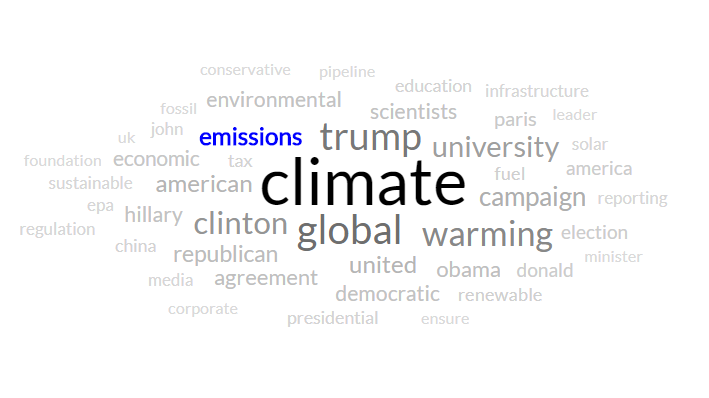 conservative pipeline
education infrastructure
fossil environmental scientists paris leader
uk john emissions trump university solar
foundation economic tax climate fuel america
sustainable american campaign reporting
epa hillary clinton global warming election
regulation
china republican united obama donald minister
media agreement democratic renewable
corporate presidential ensure